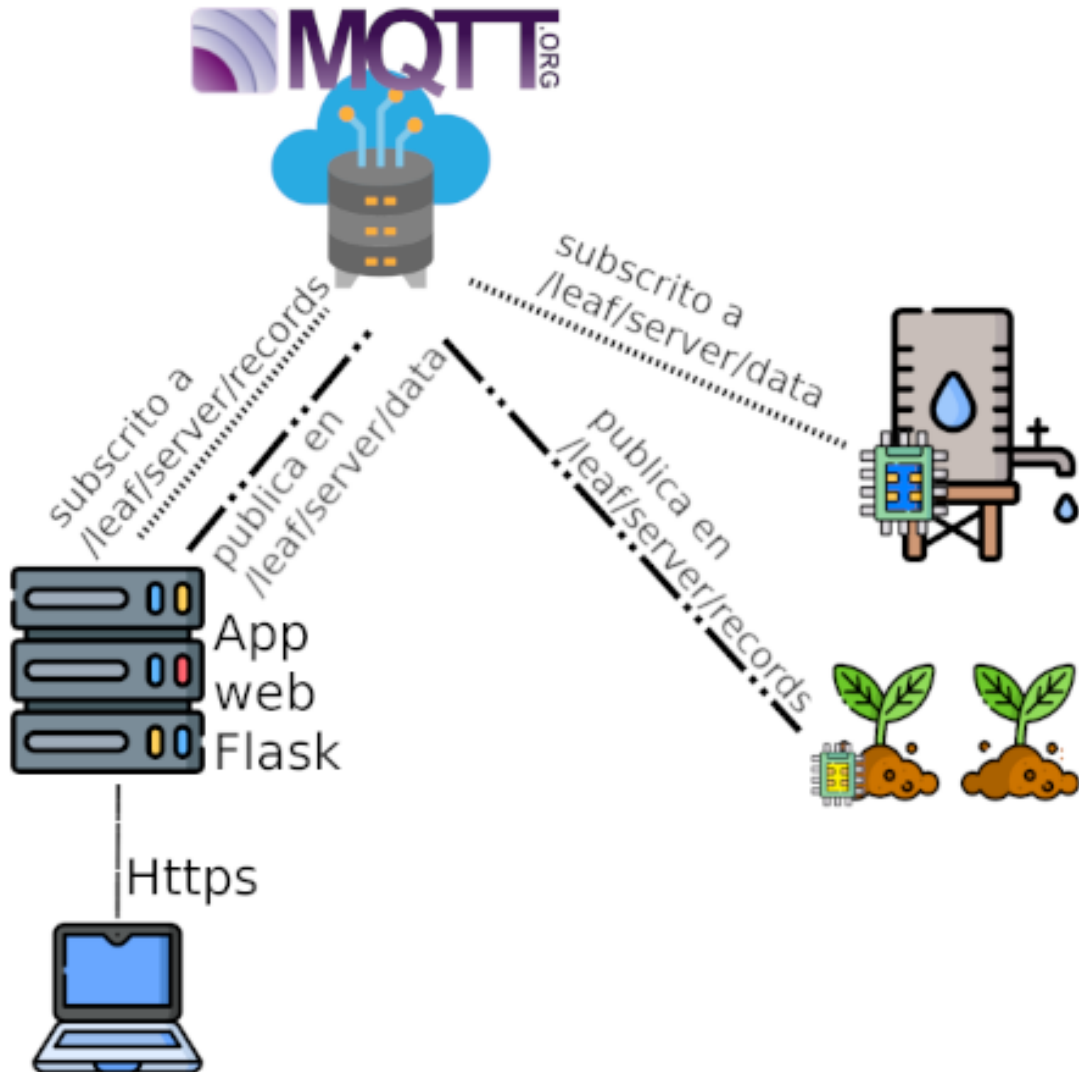 MQTT
.ORG
subscrito a
/leaf/server/records
publica en
/leaf/server/data
subscrito a
/leaf/server/data
publica en
/leaf/server/records
App
web
Flask
Https